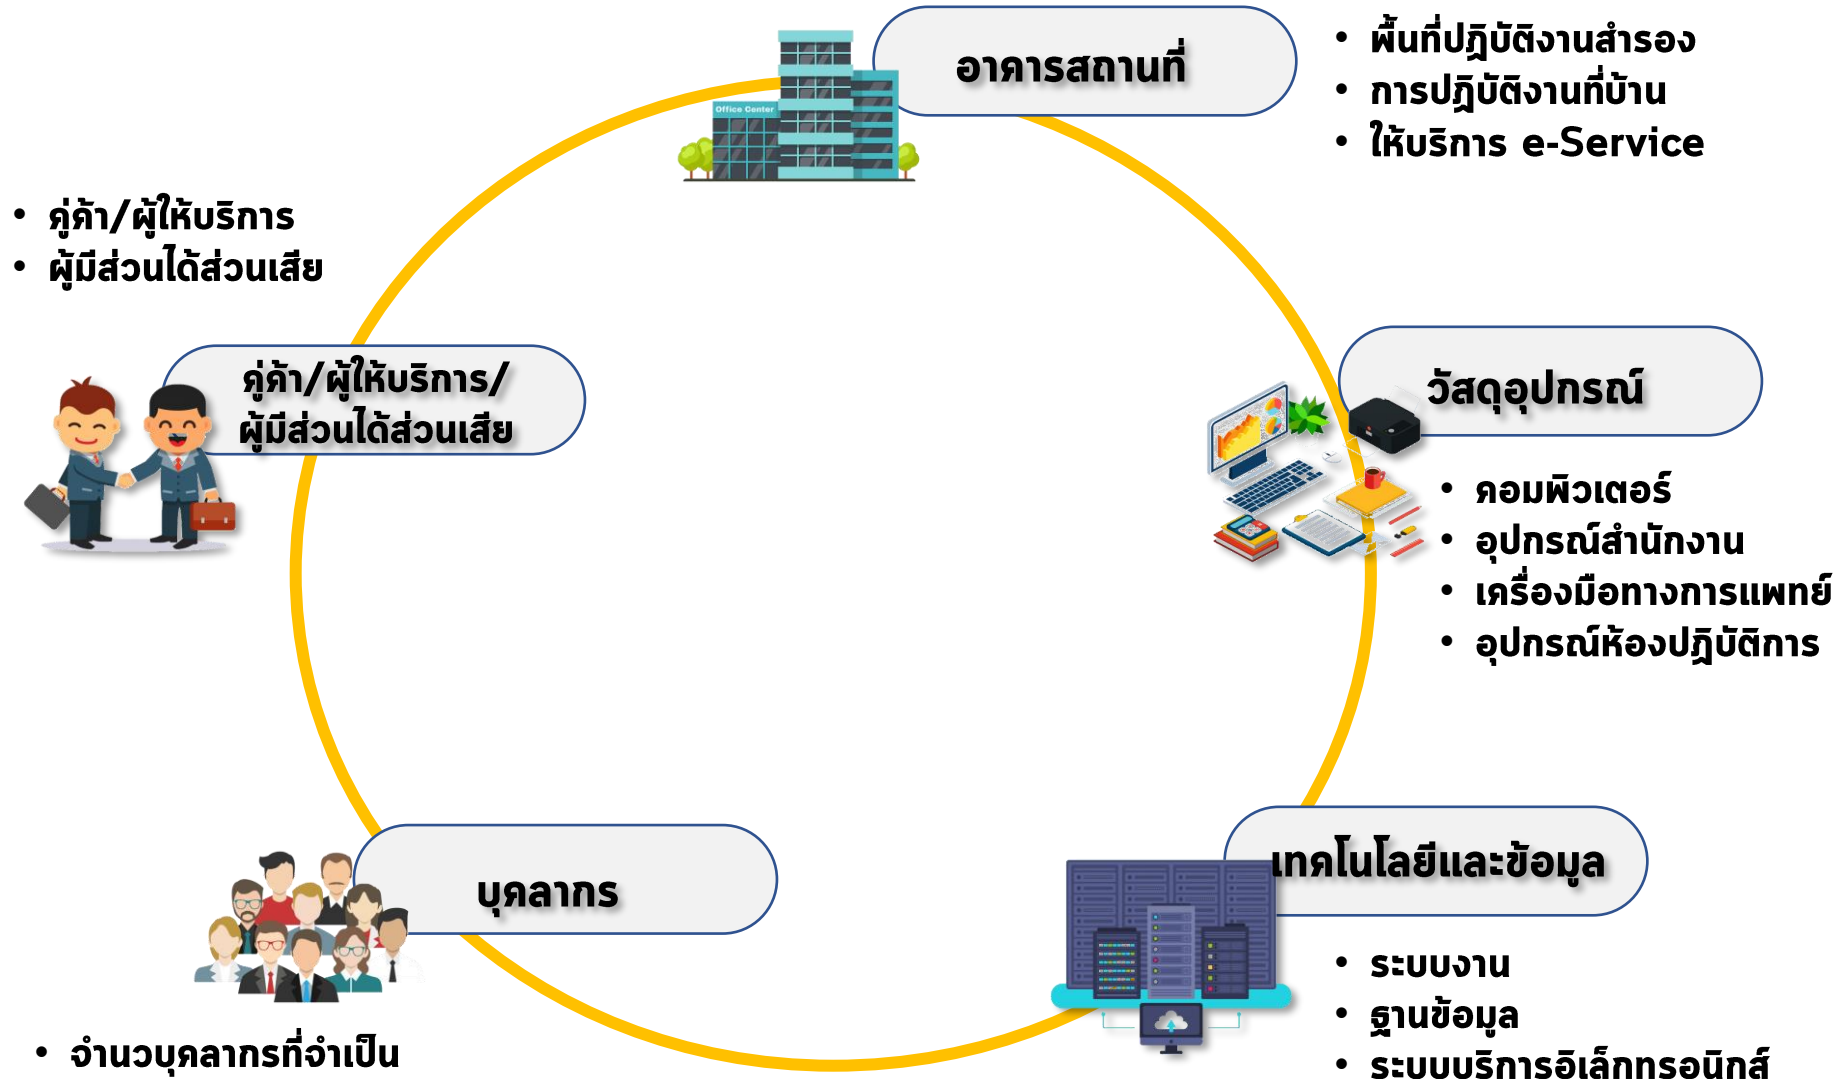 อาคารสถานที่
• พื้นที่ปฏิบัติงานสำรอง
• การปฏิบัติงานที่บ้าน
• ให้บริการ e-Service
Office Center
• คู่ค้า/ผู้ให้บริการ
• ผู้มีส่วนได้ส่วนเสีย
คู่ค้า/ผู้ให้บริการ/
ผู้มีส่วนได้ส่วนเสีย
วัสดุอุปกรณ์
• คอมพิวเตอร์
• อุปกรณ์สำนักงาน
• เครื่องมือทางการแพทย์
• อุปกรณ์ห้องปฏิบัติการ
เทคโนโลยีและข้อมูล
• ระบบงาน
• ฐานข้อมูล
• ระบบบริการอิเล็กทรอนิกส์
บุคลากร
• จำนวบุคลากรที่จำเป็น